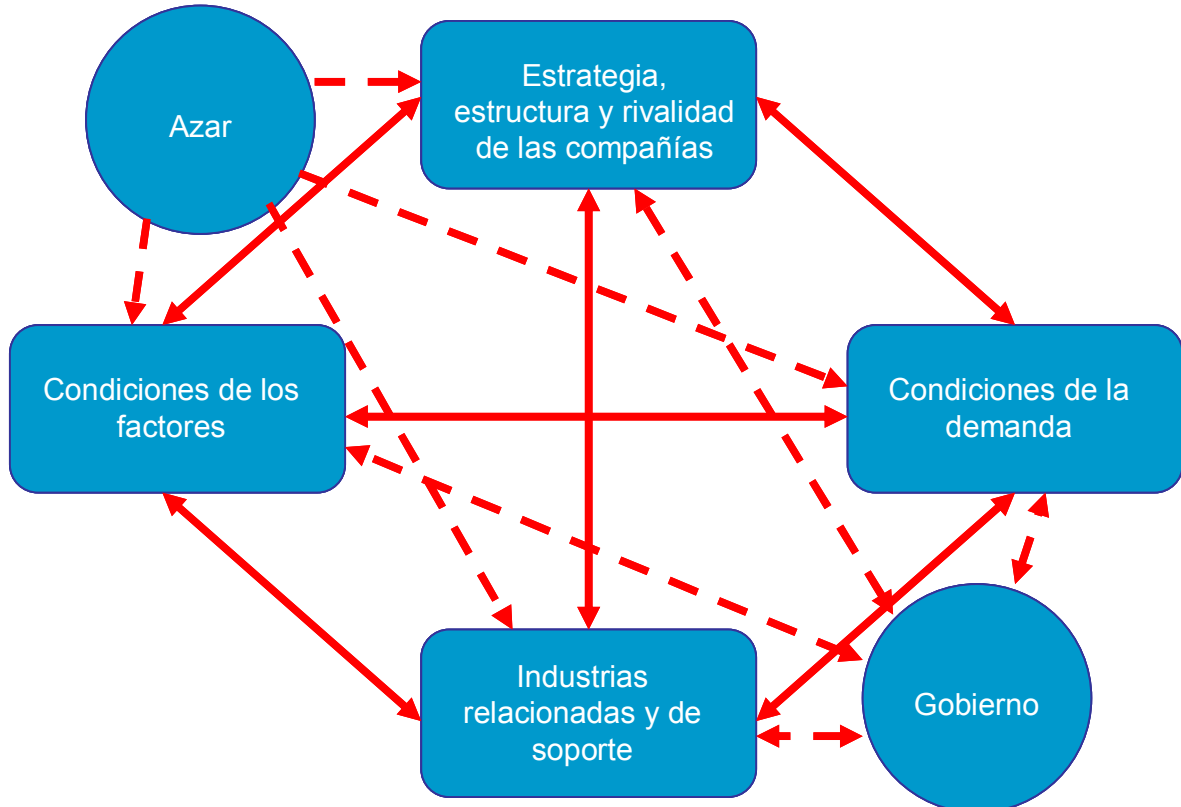 Azar
Estrategia,
estructura y rivalidad
de las compañías
Condiciones de los
factores
Condiciones de la
demanda
Industrias
relacionadas y de
soporte
Gobierno